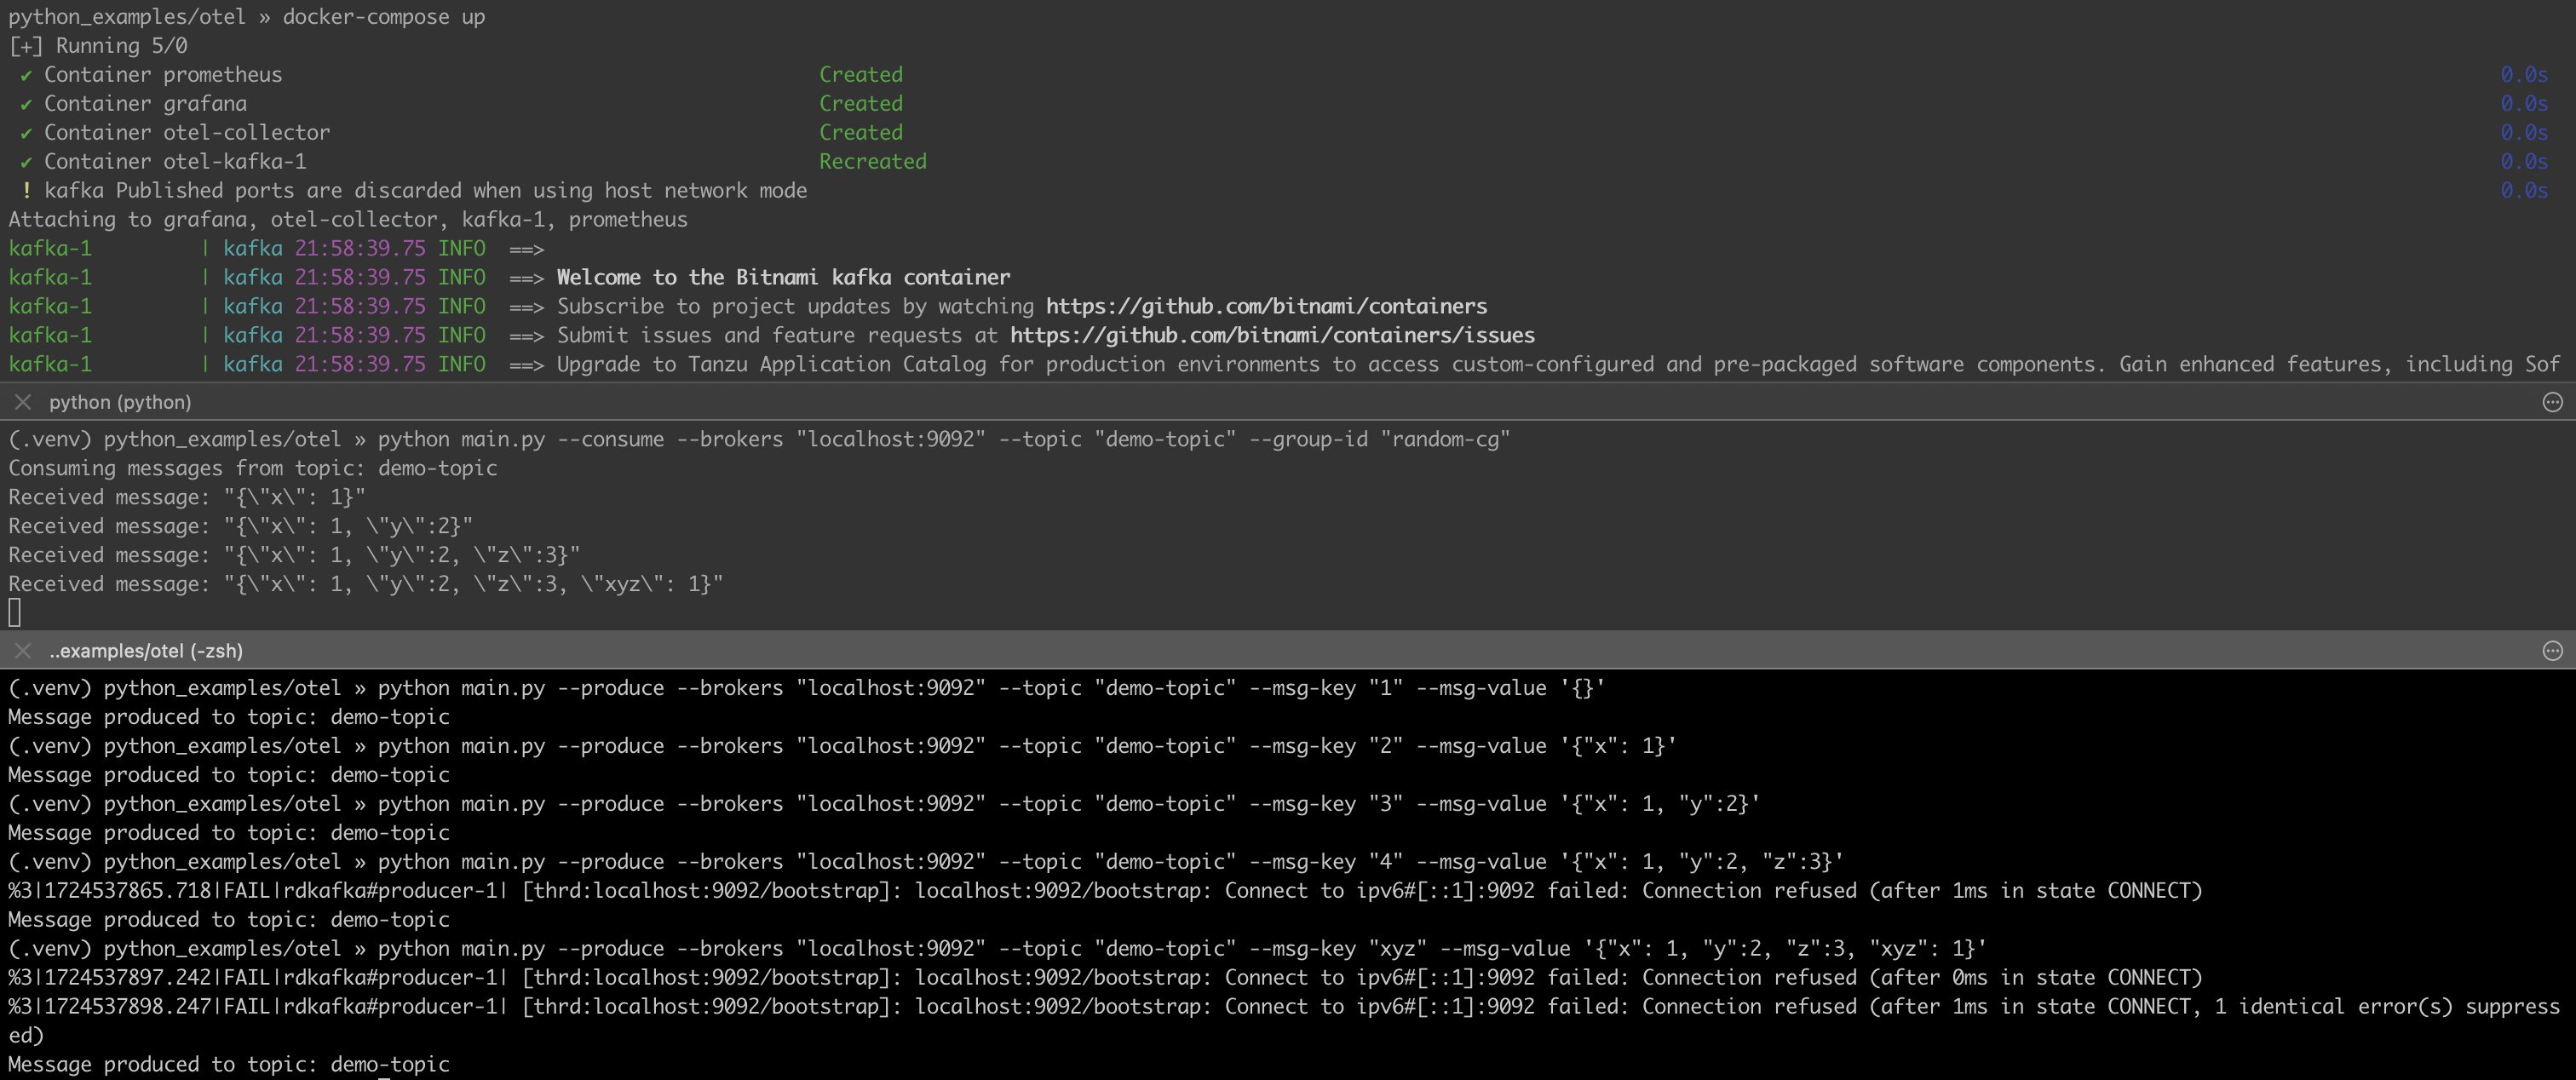 python_examples/otel » docker-compose up
[+] Running 5/0
✔ Container prometheus Created 0.0s
✔ Container grafana Created 0.0s
✔ Container otel-collector Created 0.0s
✔ Container otel-kafka-1 Recreated 0.0s
! kafka Published ports are discarded when using host network mode 0.0s
Attaching to grafana, otel-collector, kafka-1, prometheus
kafka-1 | kafka 21:58:39.75 INFO ==>
kafka-1 | kafka 21:58:39.75 INFO ==> Welcome to the Bitnami kafka container
kafka-1 | kafka 21:58:39.75 INFO ==> Subscribe to project updates by watching https://github.com/bitnami/containers
kafka-1 | kafka 21:58:39.75 INFO ==> Submit issues and feature requests at https://github.com/bitnami/containers/issues
kafka-1 | kafka 21:58:39.75 INFO ==> Upgrade to Tanzu Application Catalog for production environments to access custom-configured and pre-packaged software components. Gain enhanced features, including Sof
python (python)
(.venv) python_examples/otel » python main.py --consume --brokers "localhost:9092" --topic "demo-topic" --group-id "random-cg"
Consuming messages from topic: demo-topic
Received message: "{\"x\": 1}"
Received message: "{\"x\": 1, \"y\":2}"
Received message: "{\"x\": 1, \"y\":2, \"z\":3}"
Received message: "{\"x\": 1, \"y\":2, \"z\":3, \"xyz\": 1}"
..examples/otel (-zsh)
(.venv) python_examples/otel » python main.py --produce --brokers "localhost:9092" --topic "demo-topic" --msg-key "1" --msg-value '{}'
Message produced to topic: demo-topic
(.venv) python_examples/otel » python main.py --produce --brokers "localhost:9092" --topic "demo-topic" --msg-key "2" --msg-value '{"x": 1}'
Message produced to topic: demo-topic
(.venv) python_examples/otel » python main.py --produce --brokers "localhost:9092" --topic "demo-topic" --msg-key "3" --msg-value '{"x": 1, "y":2}'
Message produced to topic: demo-topic
(.venv) python_examples/otel » python main.py --produce --brokers "localhost:9092" --topic "demo-topic" --msg-key "4" --msg-value '{"x": 1, "y":2, "z":3}'
%3|1724537865.718|FAIL|rdkafka#producer-1| [thrd:localhost:9092/bootstrap]: localhost:9092/bootstrap: Connect to ipv6#[::1]:9092 failed: Connection refused (after 1ms in state CONNECT)
Message produced to topic: demo-topic
(.venv) python_examples/otel » python main.py --produce --brokers "localhost:9092" --topic "demo-topic" --msg-key "xyz" --msg-value '{"x": 1, "y":2, "z":3, "xyz": 1}'
%3|1724537897.242|FAIL|rdkafka#producer-1| [thrd:localhost:9092/bootstrap]: localhost:9092/bootstrap: Connect to ipv6#[::1]:9092 failed: Connection refused (after 0ms in state CONNECT)
%3|1724537898.247|FAIL|rdkafka#producer-1| [thrd:localhost:9092/bootstrap]: localhost:9092/bootstrap: Connect to ipv6#[::1]:9092 failed: Connection refused (after 1ms in state CONNECT, 1 identical error(s) suppress
ed)
Message produced to topic: demo-topic